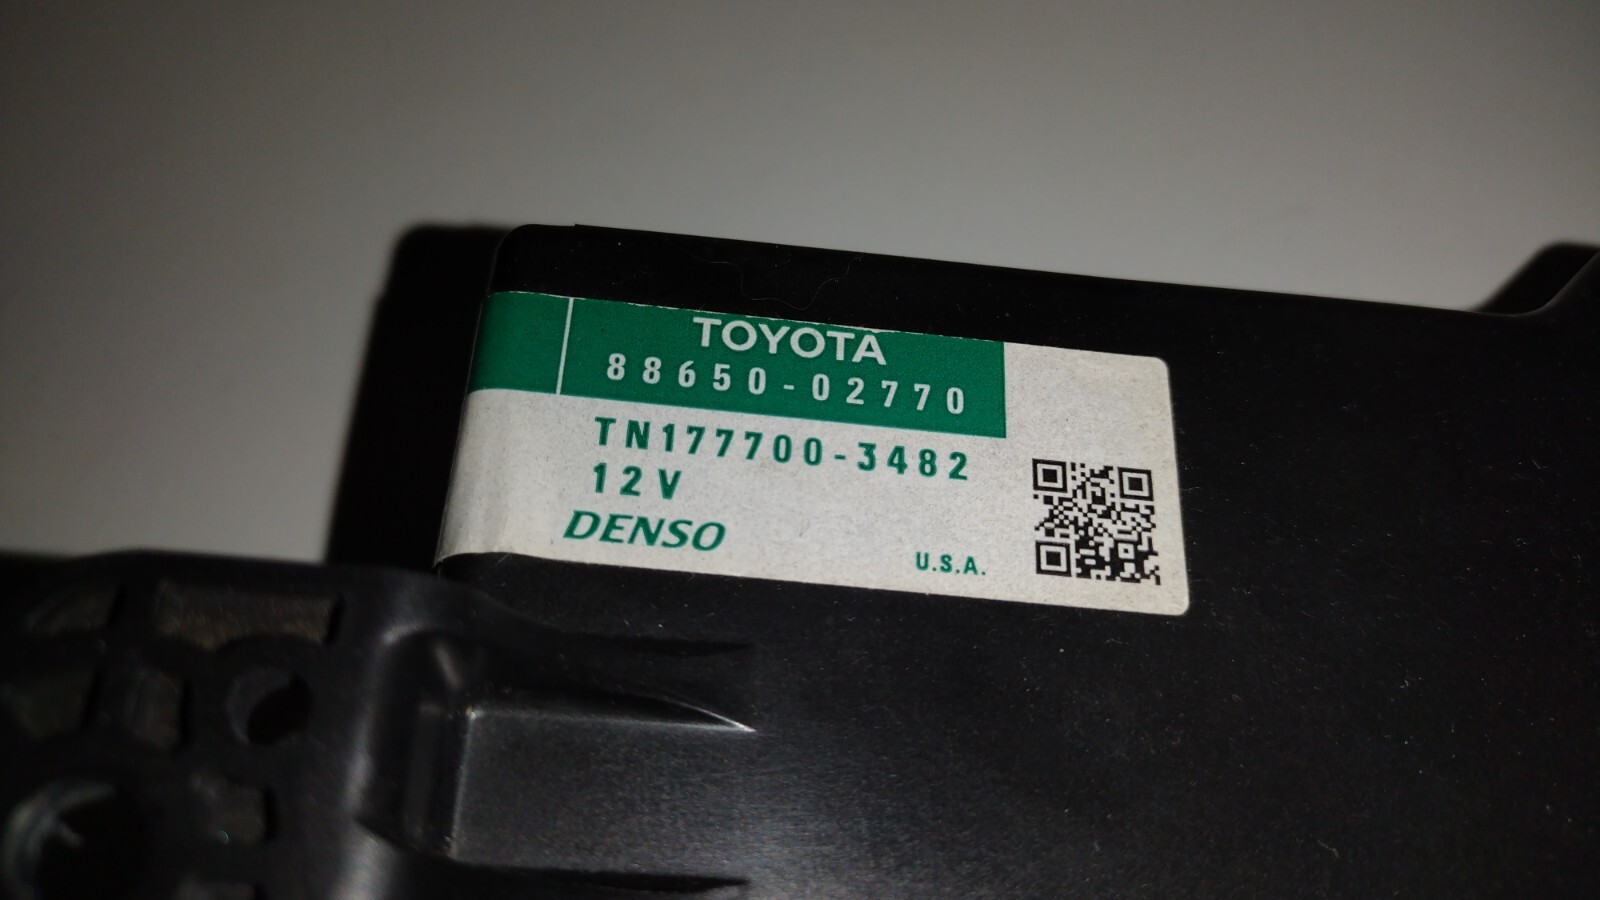 TOYOTA
88650-02770
TN177700-3482
12V
DENSO
U.S.A.